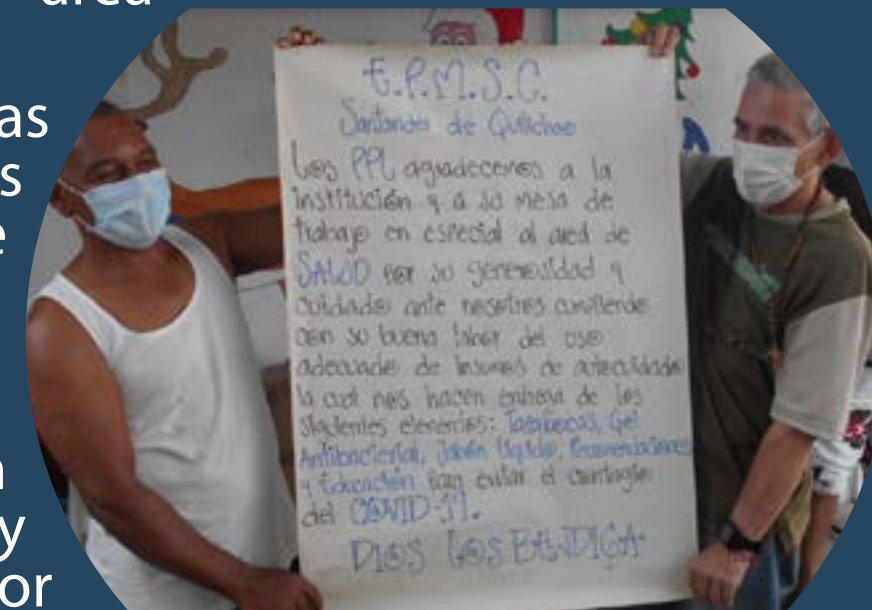 área
as
s
e
n
y
or
E.P.M.S.C.
Santander de Quilichao
Los PPL agradecemos a la
institución y a su mesa de
trabajo en especial al area de
SALUD por su generosidad y
cuidado ante nosotros cumpliendo
con su buena labor del uso
adecuado de insumos de autocuidado
la cual nos hacen entrega de los
siguientes elementos: Tapabocas, Gel
Antibacterial, Jabón líquido, Recomendaciones
y Educación para evitar el contagio
del COVID-19.
DIOS LOS BENDIGA